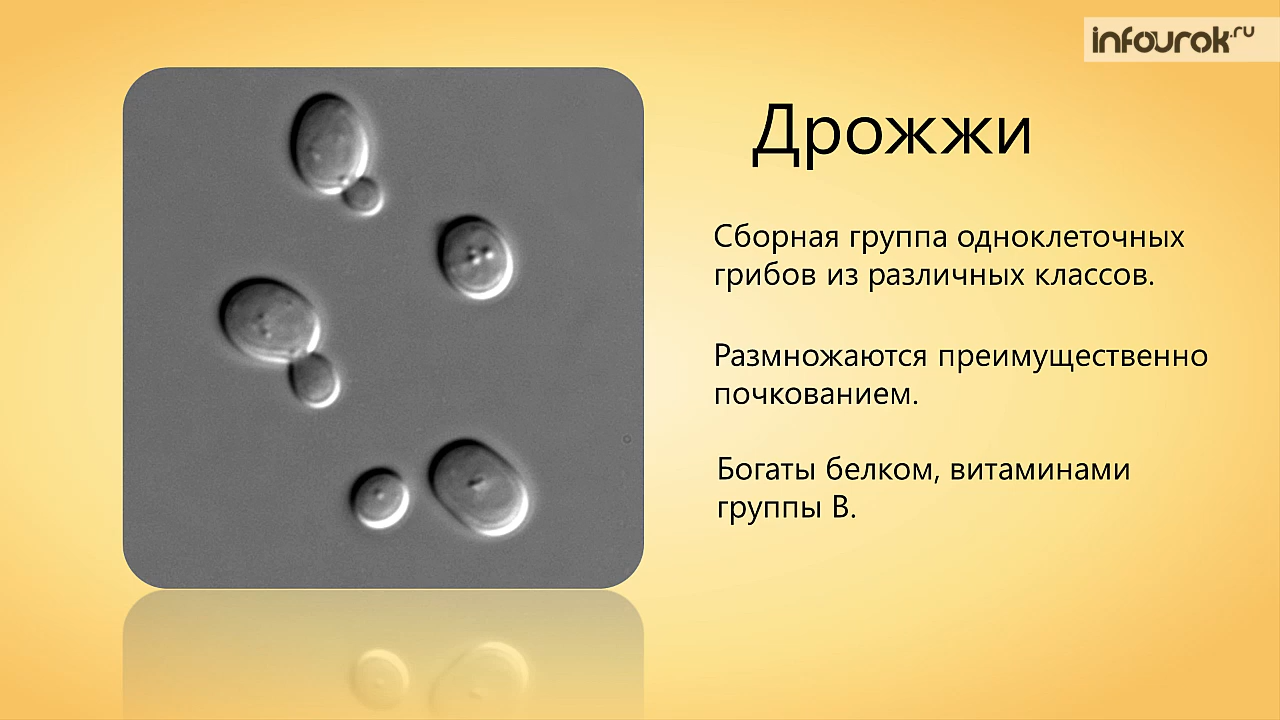 infourok.ru
Дрожжи
Сборная группа одноклеточных
грибов из различных классов.
Размножаются преимущественно
почкованием.
Богаты белком, витаминами
группы В.